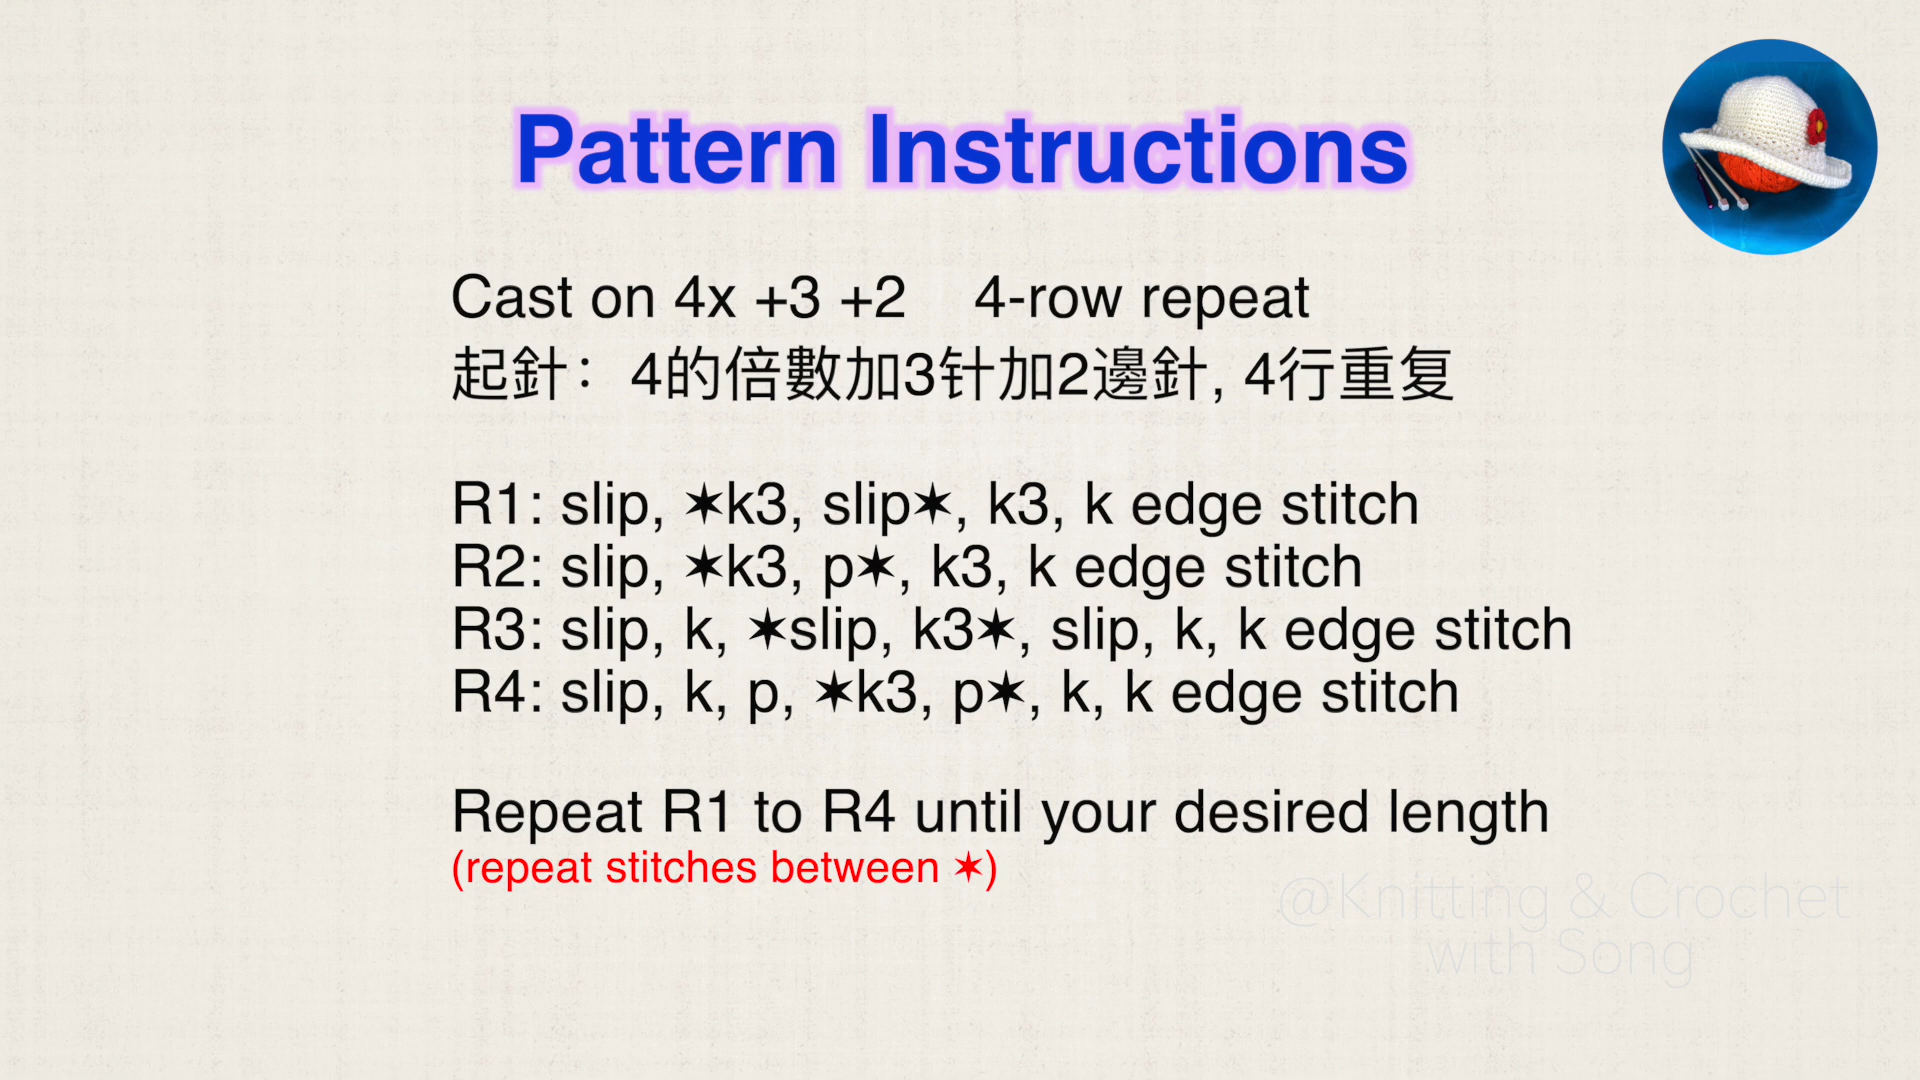 Pattern Instructions
Cast on 4x +3 +2    4-row repeat
起針：4的倍數加3针加2邊針, 4行重复
R1: slip, ✶k3, slip✶, k3, k edge stitch
R2: slip, ✶k3, p✶, k3, k edge stitch
R3: slip, k, ✶slip, k3✶, slip, k, k edge stitch
R4: slip, k, p, ✶k3, p✶, k, k edge stitch
Repeat R1 to R4 until your desired length
(repeat stitches between ✶)
@Knitting & Crochet
with Song